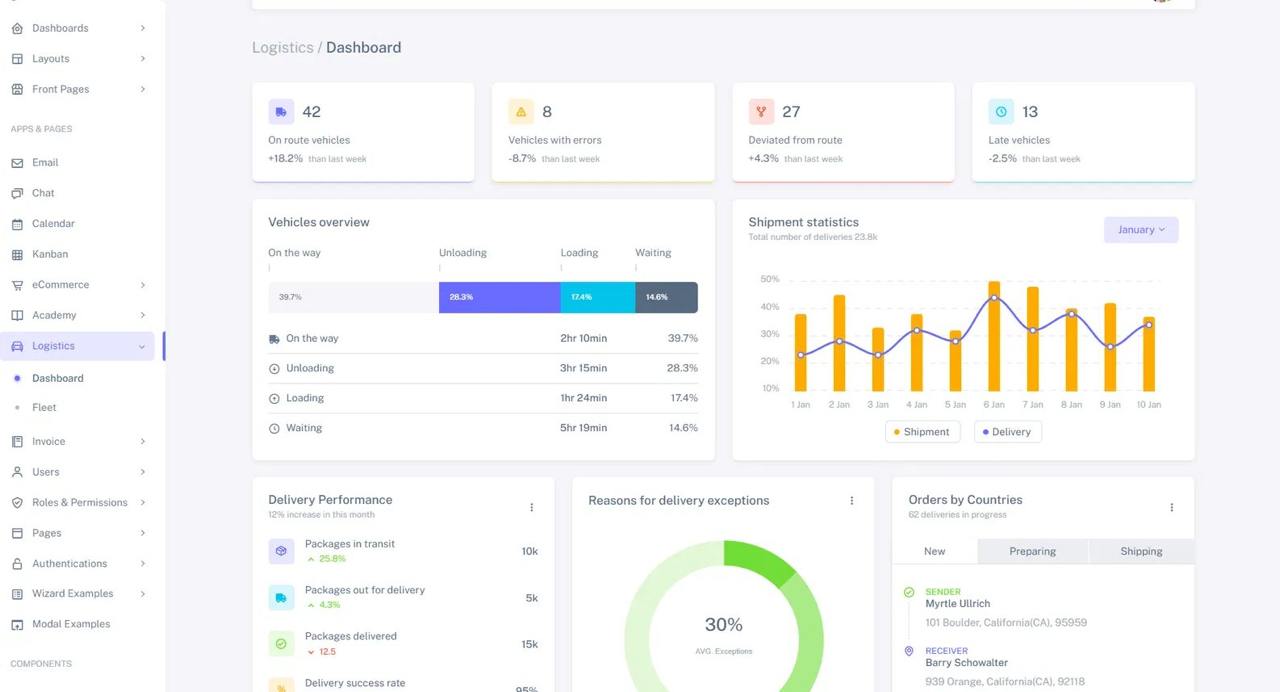 Dashboards
Layouts
Front Pages
APPS & PAGES
Email
Chat
Calendar
Kanban
eCommerce
Academy
Logistics
Dashboard
Fleet
Invoice
Users
Roles & Permissions
Pages
Authentications
Wizard Examples
Modal Examples
COMPONENTS
Logistics / Dashboard
42
On route vehicles
+18.2% than last week
8
Vehicles with errors
-8.7% than last week
27
Deviated from route
+4.3% than last week
13
Late vehicles
-2.5% than last week
Vehicles overview
On the way Unloading Loading Waiting
39.7% 28.3% 17.4% 14.6%
On the way 2hr 10min 39.7%
Unloading 3hr 15min 28.3%
Loading 1hr 24min 17.4%
Waiting 5hr 19min 14.6%
Shipment statistics
Total number of deliveries 23.8k
January
50%
40%
30%
20%
10%
1 Jan 2 Jan 3 Jan 4 Jan 5 Jan 6 Jan 7 Jan 8 Jan 9 Jan 10 Jan
Shipment Delivery
Delivery Performance
12% increase in this month
Packages in transit
25.8%
10k
Packages out for delivery
4.3%
5k
Packages delivered
12.5
15k
Delivery success rate
95%
Reasons for delivery exceptions
30%
AVG. Exceptions
Orders by Countries
62 deliveries in progress
New Preparing Shipping
SENDER
Myrtle Ullrich
101 Boulder, California(CA), 95959
RECEIVER
Barry Schowalter
939 Orange, California(CA), 92118